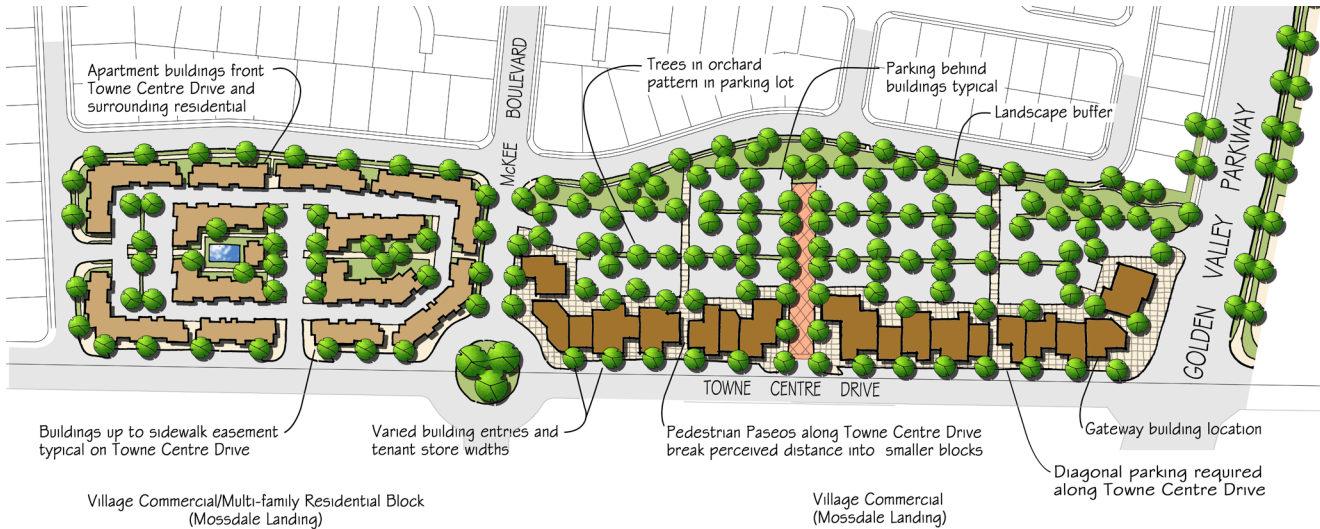 Apartment buildings front
Towne Centre Drive and
surrounding residential
McKEE BOULEVARD
Trees in orchard
pattern in parking lot
Parking behind
buildings typical
Landscape buffer
GOLDEN VALLEY PARKWAY
TOWNE CENTRE DRIVE
Buildings up to sidewalk easement
typical on Towne Centre Drive
Varied building entries and
tenant store widths
Pedestrian Paseos along Towne Centre Drive
break perceived distance into smaller blocks
Gateway building location
Diagonal parking required
along Towne Centre Drive
Village Commercial/Multi-family Residential Block
(Mossdale Landing)
Village Commercial
(Mossdale Landing)